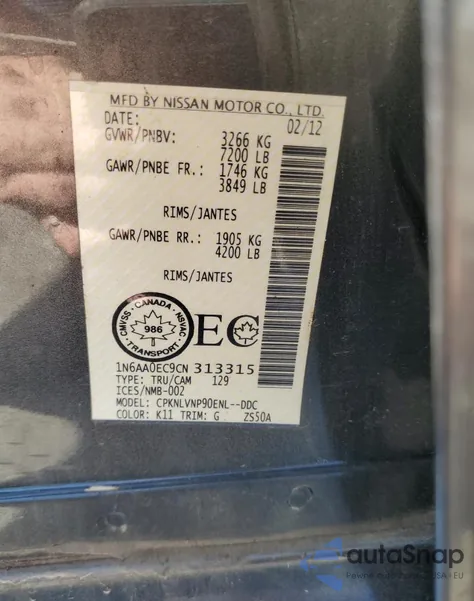 MFD BY NISSAN MOTOR CO., LTD.
DATE: 02/12
GVWR/PNBV: 3266 KG
7200 LB
GAWR/PNBE FR.: 1746 KG
3849 LB
RIMS/JANTES
GAWR/PNBE RR.: 1905 KG
4200 LB
RIMS/JANTES
CMVSS · CANADA · NSVAC
986
TRANSPORT
EC
1N6AA0EC9CN 313315
TYPE: TRU/CAM 129
ICES/NMB-002
MODEL: CPKNLVNP90ENL--DDC
COLOR: K11 TRIM: G ZS50A
autoSnap